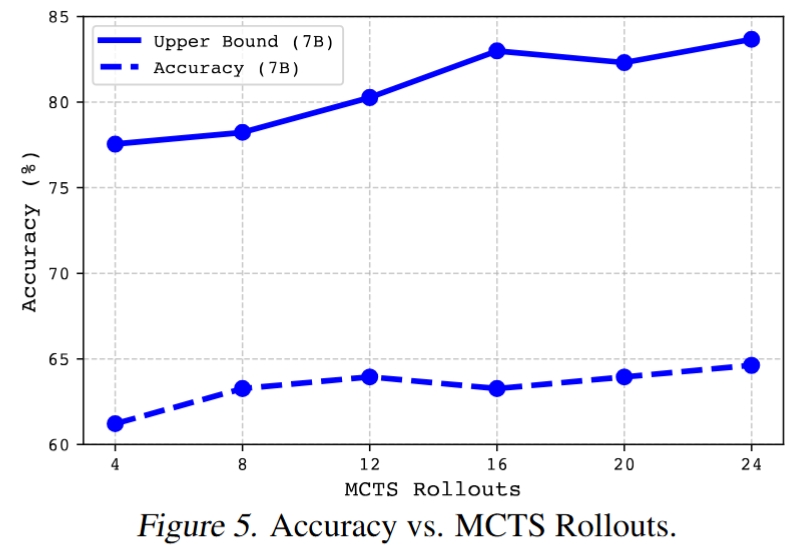 85
80
75
70
65
60
Accuracy (%)
Upper Bound (7B)
Accuracy (7B)
4 8 12 16 20 24
MCTS Rollouts
Figure 5. Accuracy vs. MCTS Rollouts.